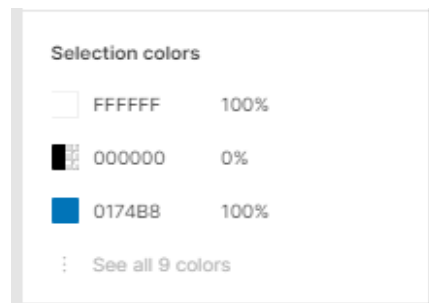 Selection colors
FFFFFF 100%
000000 0%
0174B8 100%
See all 9 colors